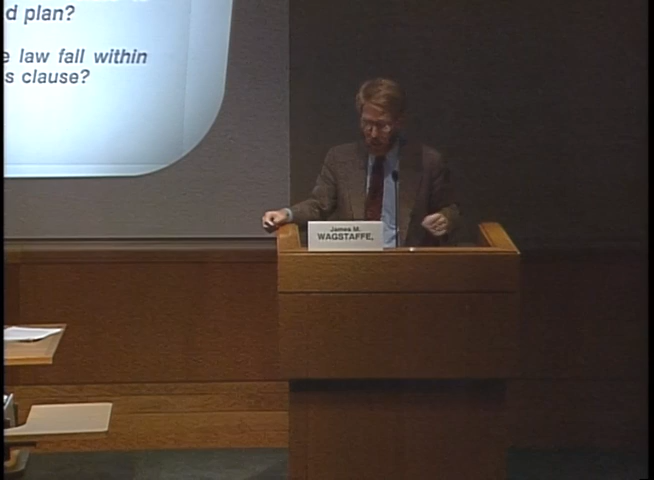 d plan?
e law fall within
s clause?
James M.
WAGSTAFFE,